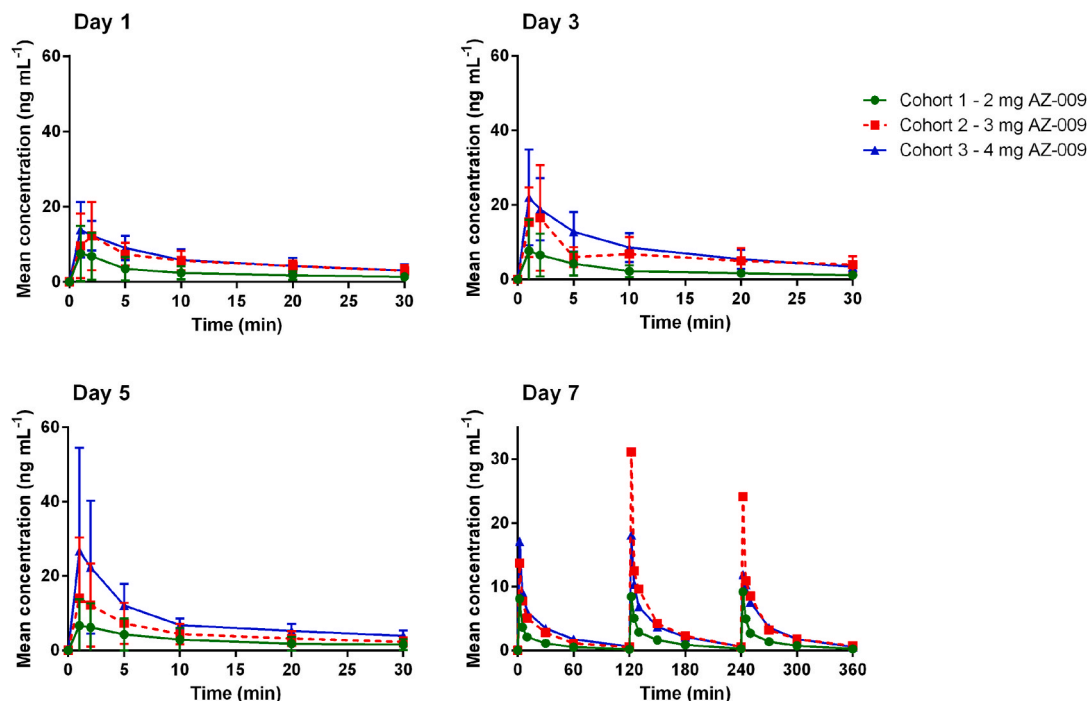 Day 1
Mean concentration (ng mL⁻¹)
60
40
20
0
0 5 10 15 20 25 30
Time (min)
Day 3
Mean concentration (ng mL⁻¹)
60
40
20
0
0 5 10 15 20 25 30
Time (min)
Cohort 1 - 2 mg AZ-009
Cohort 2 - 3 mg AZ-009
Cohort 3 - 4 mg AZ-009
Day 5
Mean concentration (ng mL⁻¹)
60
40
20
0
0 5 10 15 20 25 30
Time (min)
Day 7
Mean concentration (ng mL⁻¹)
30
20
10
0
0 60 120 180 240 300 360
Time (min)